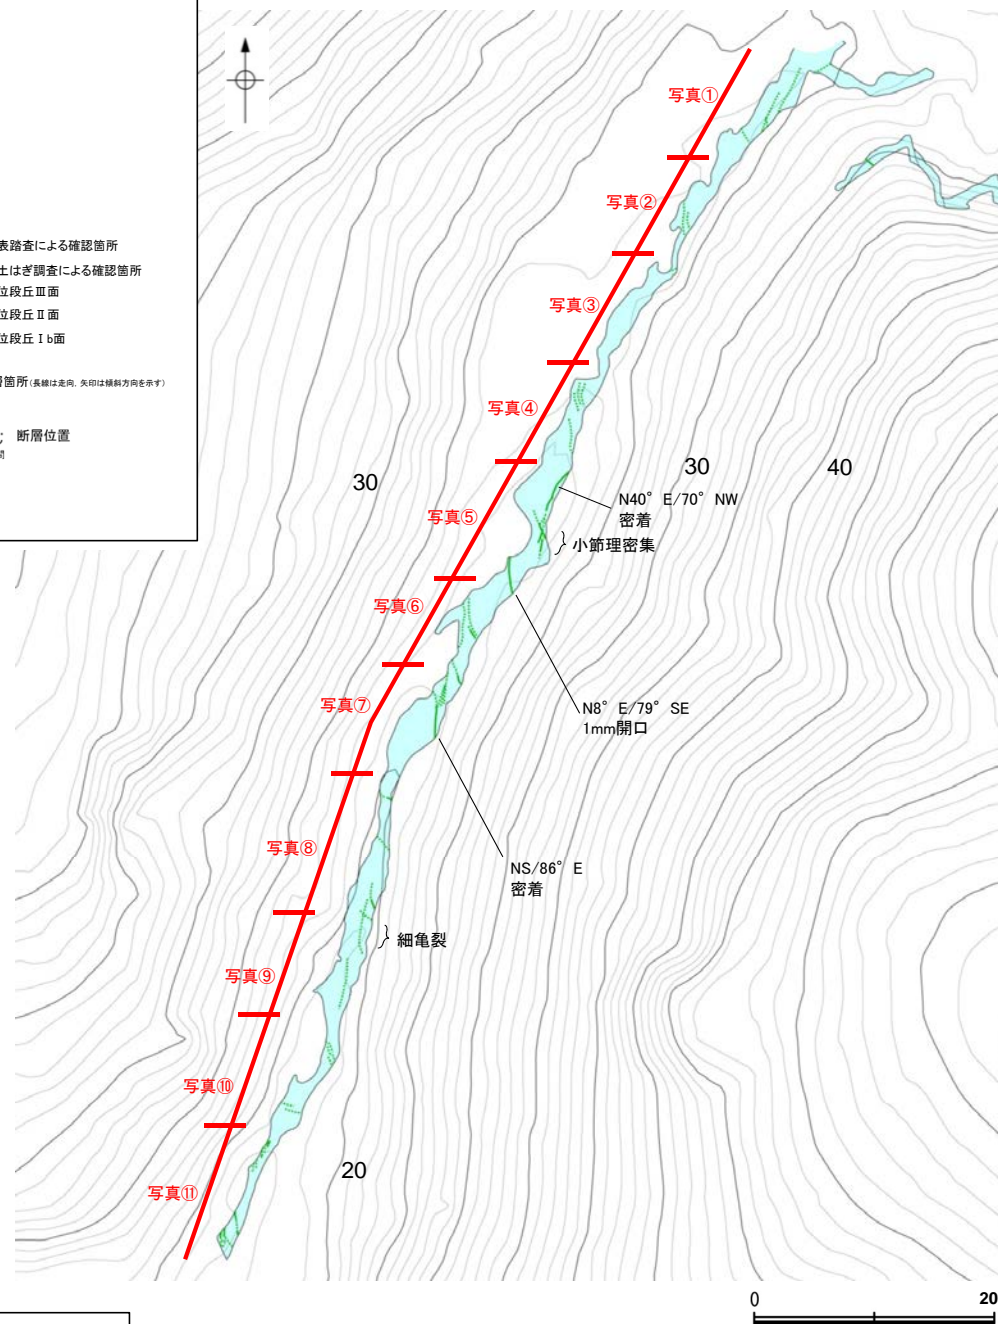 表踏査による確認箇所
土はぎ調査による確認箇所
位段丘Ⅲ面
位段丘Ⅱ面
位段丘Ⅰb面
箇所(長線は走向、矢印は傾斜方向を示す)
; 断層位置
写真①
写真②
写真③
写真④
写真⑤
写真⑥
写真⑦
写真⑧
写真⑨
写真⑩
写真⑪
30
30
40
N40°E/70°NW
密着
小節理密集
N8°E/79°SE
1mm開口
NS/86°E
密着
細亀裂
20
0
20